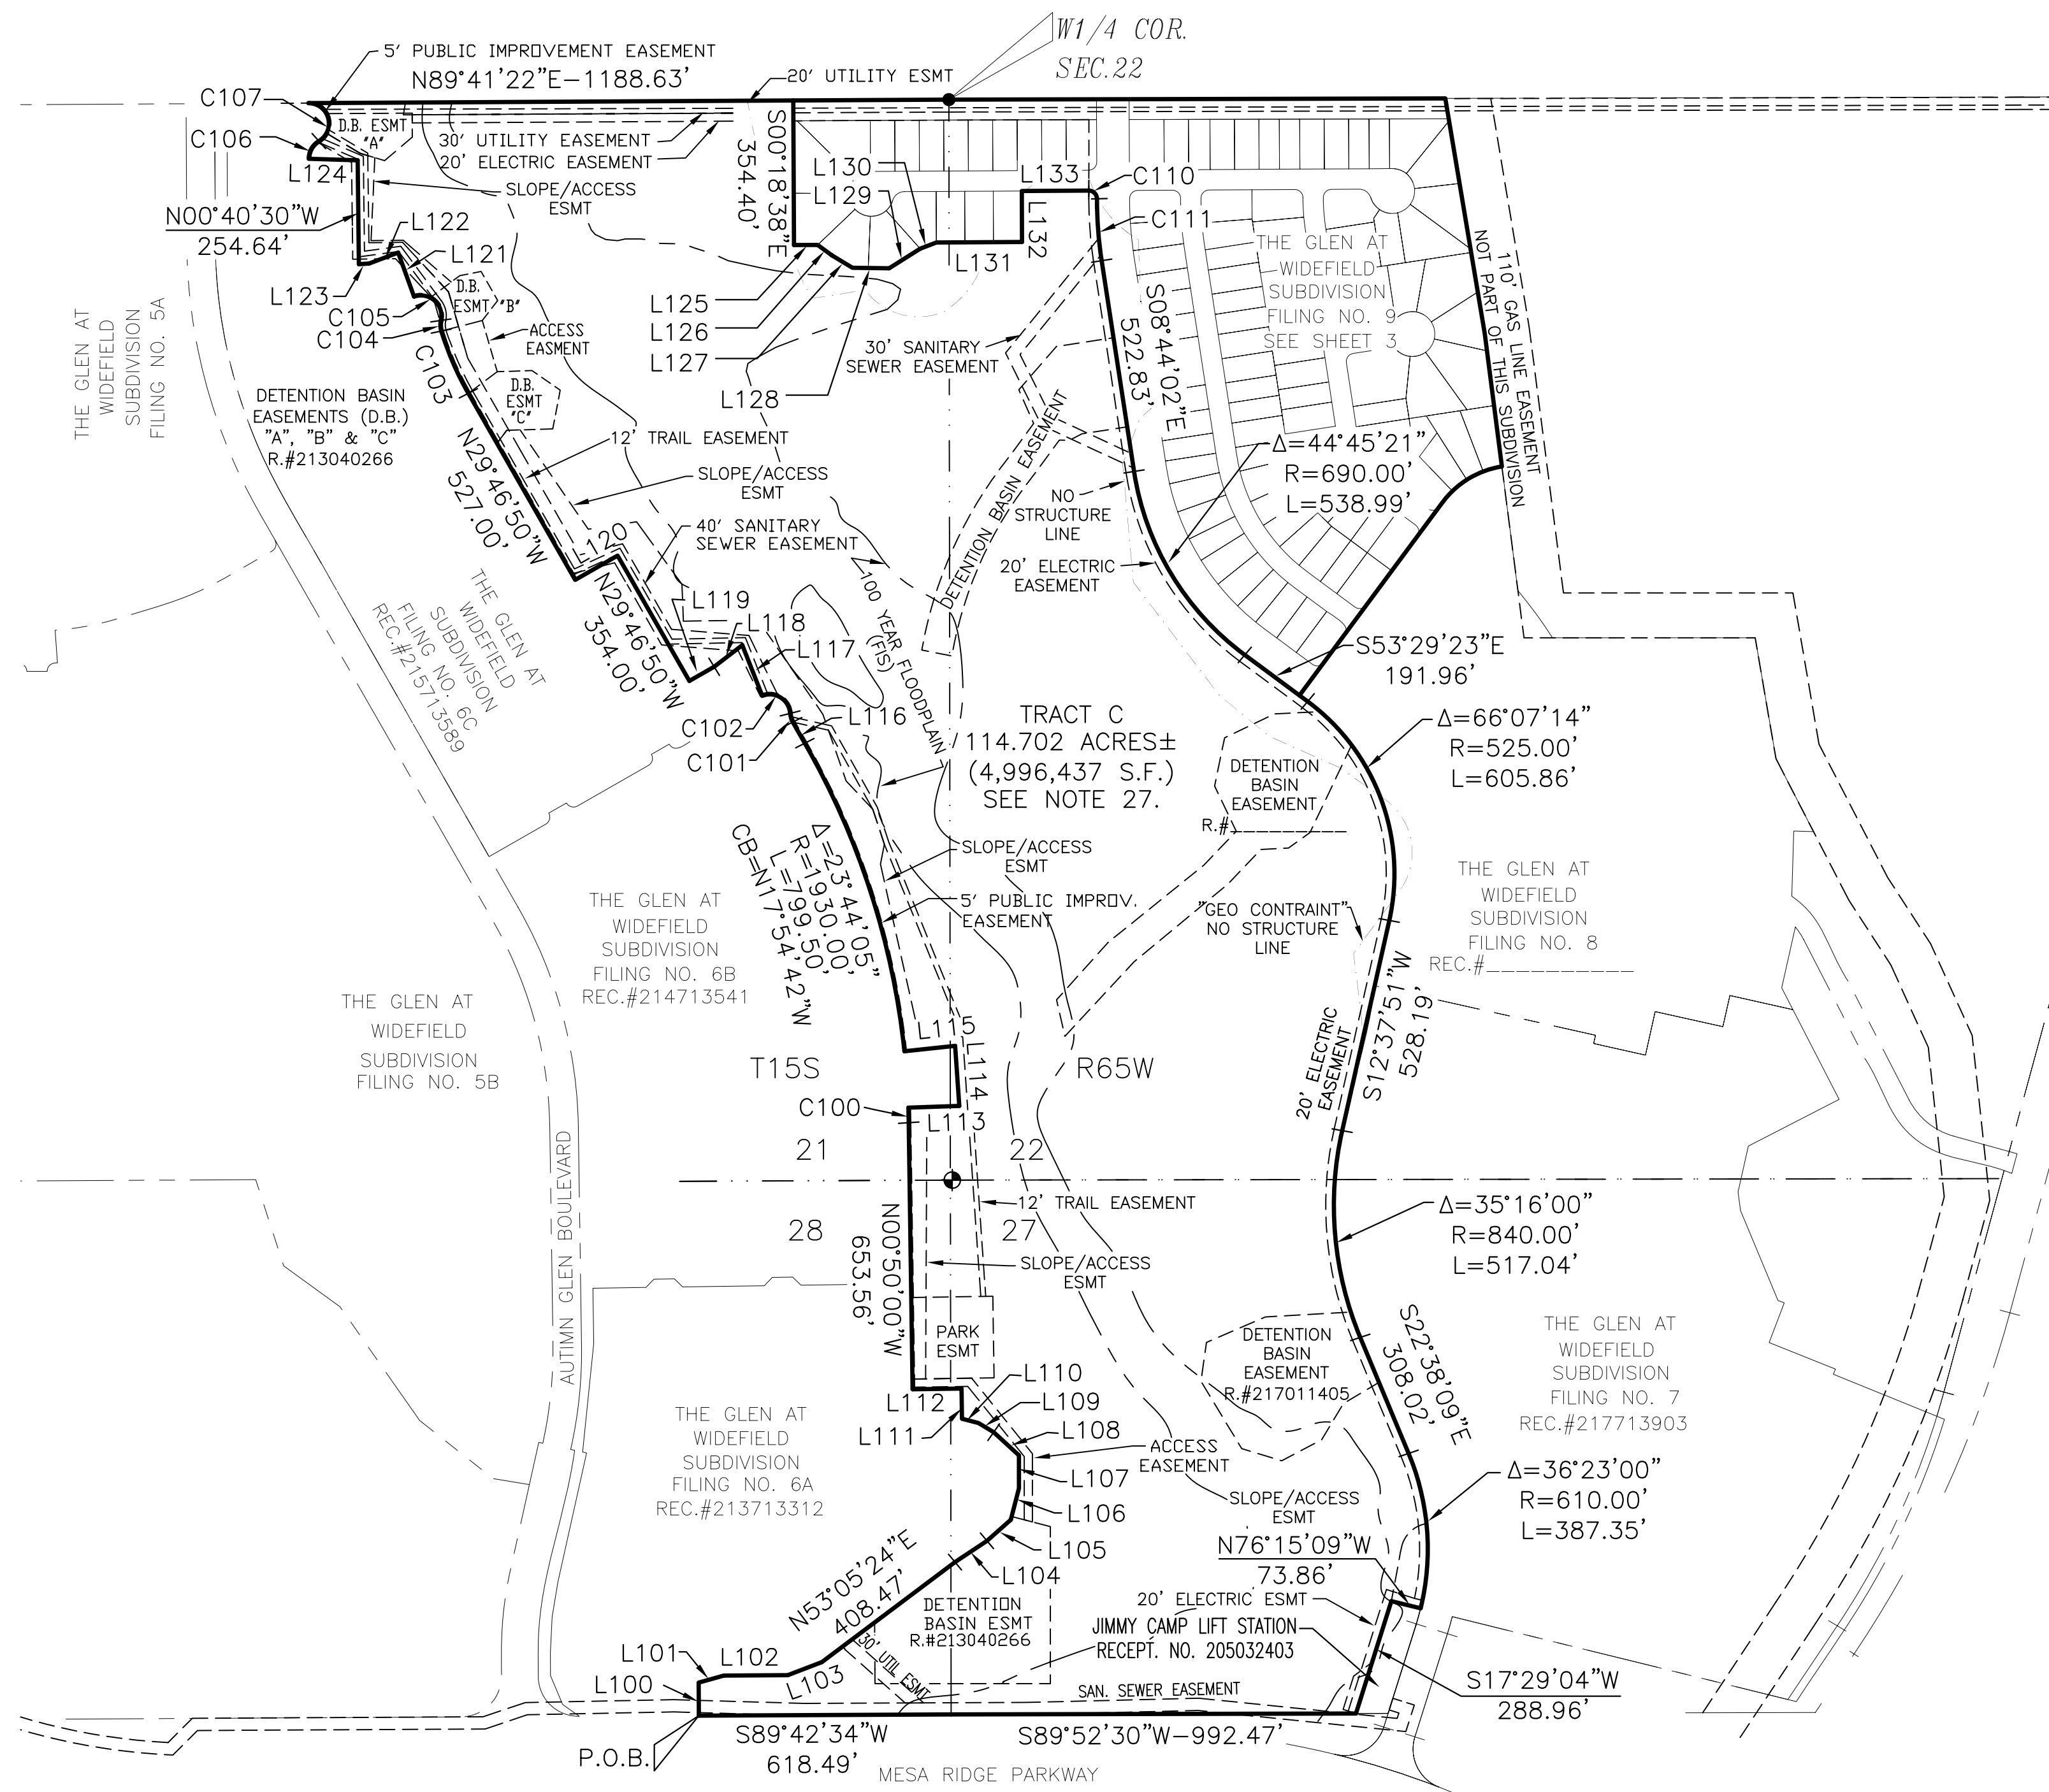 W1/4 COR.
SEC.22
5' PUBLIC IMPROVEMENT EASEMENT
N89°41'22"E-1188.63'
20' UTILITY ESMT
C107
C106
L124
D.B. ESMT
"A"
30' UTILITY EASEMENT
20' ELECTRIC EASEMENT
SLOPE/ACCESS
ESMT
S00°18'38"E
354.40'
L130
L129
L133
C110
C111
L132
L131
N00°40'30"W
254.64'
L122
L121
L123
D.B.
ESMT "B"
C105
C104
ACCESS
EASMENT
C103
L125
L126
L127
L128
30' SANITARY
SEWER EASEMENT
S08°44'02"E
522.83'
THE GLEN AT
WIDEFIELD
SUBDIVISION
FILING NO. 9
SEE SHEET 3
110' GAS LINE EASEMENT
NOT PART OF THIS SUBDIVISION
THE GLEN AT
WIDEFIELD
SUBDIVISION
FILING NO. 5A
DETENTION BASIN
EASEMENTS (D.B.)
"A", "B" & "C"
R.#213040266
D.B.
ESMT
"C"
12' TRAIL EASEMENT
SLOPE/ACCESS
ESMT
N29°46'50"W
527.00'
DETENTION BASIN EASEMENT
NO
STRUCTURE
LINE
20' ELECTRIC
EASEMENT
Δ=44°45'21"
R=690.00'
L=538.99'
40' SANITARY
SEWER EASEMENT
L120
N29°46'50"W
354.00'
100 YEAR FLOODPLAIN
(FIS)
THE GLEN AT
WIDEFIELD
SUBDIVISION
FILING NO. 6C
REC.#215713589
L119
L118
L117
L116
C102
C101
S53°29'23"E
191.96'
TRACT C
114.702 ACRES±
(4,996,437 S.F.)
SEE NOTE 27.
DETENTION
BASIN
EASEMENT
R.#__________
Δ=66°07'14"
R=525.00'
L=605.86'
Δ=23°44'05"
R=1930.00'
L=799.50'
CB=N17°54'42"W
SLOPE/ACCESS
ESMT
5' PUBLIC IMPROV.
EASEMENT
"GEO CONTRAINT"
NO STRUCTURE
LINE
THE GLEN AT
WIDEFIELD
SUBDIVISION
FILING NO. 8
REC.#__________
THE GLEN AT
WIDEFIELD
SUBDIVISION
FILING NO. 6B
REC.#214713541
THE GLEN AT
WIDEFIELD
SUBDIVISION
FILING NO. 5B
S12°37'51"W
528.19'
20' ELECTRIC
EASEMENT
L115
L114
T15S
R65W
C100
L113
21
22
28
27
12' TRAIL EASEMENT
AUTIMN GLEN BOULEVARD
N00°50'00"W
653.56'
SLOPE/ACCESS
ESMT
Δ=35°16'00"
R=840.00'
L=517.04'
PARK
ESMT
DETENTION
BASIN
EASEMENT
R.#217011405
S22°38'09"E
308.02'
THE GLEN AT
WIDEFIELD
SUBDIVISION
FILING NO. 7
REC.#217713903
L110
L109
L112
L111
L108
L107
L106
L105
L104
ACCESS
EASEMENT
THE GLEN AT
WIDEFIELD
SUBDIVISION
FILING NO. 6A
REC.#213713312
SLOPE/ACCESS
ESMT
Δ=36°23'00"
R=610.00'
L=387.35'
N76°15'09"W
73.86'
N53°05'24"E
408.47'
DETENTION
BASIN ESMT
R.#213040266
20' ELECTRIC ESMT
JIMMY CAMP LIFT STATION
RECEPT. NO. 205032403
30' UTIL ESMT
L101
L102
L103
L100
SAN. SEWER EASEMENT
S17°29'04"W
288.96'
S89°42'34"W
618.49'
S89°52'30"W-992.47'
P.O.B.
MESA RIDGE PARKWAY